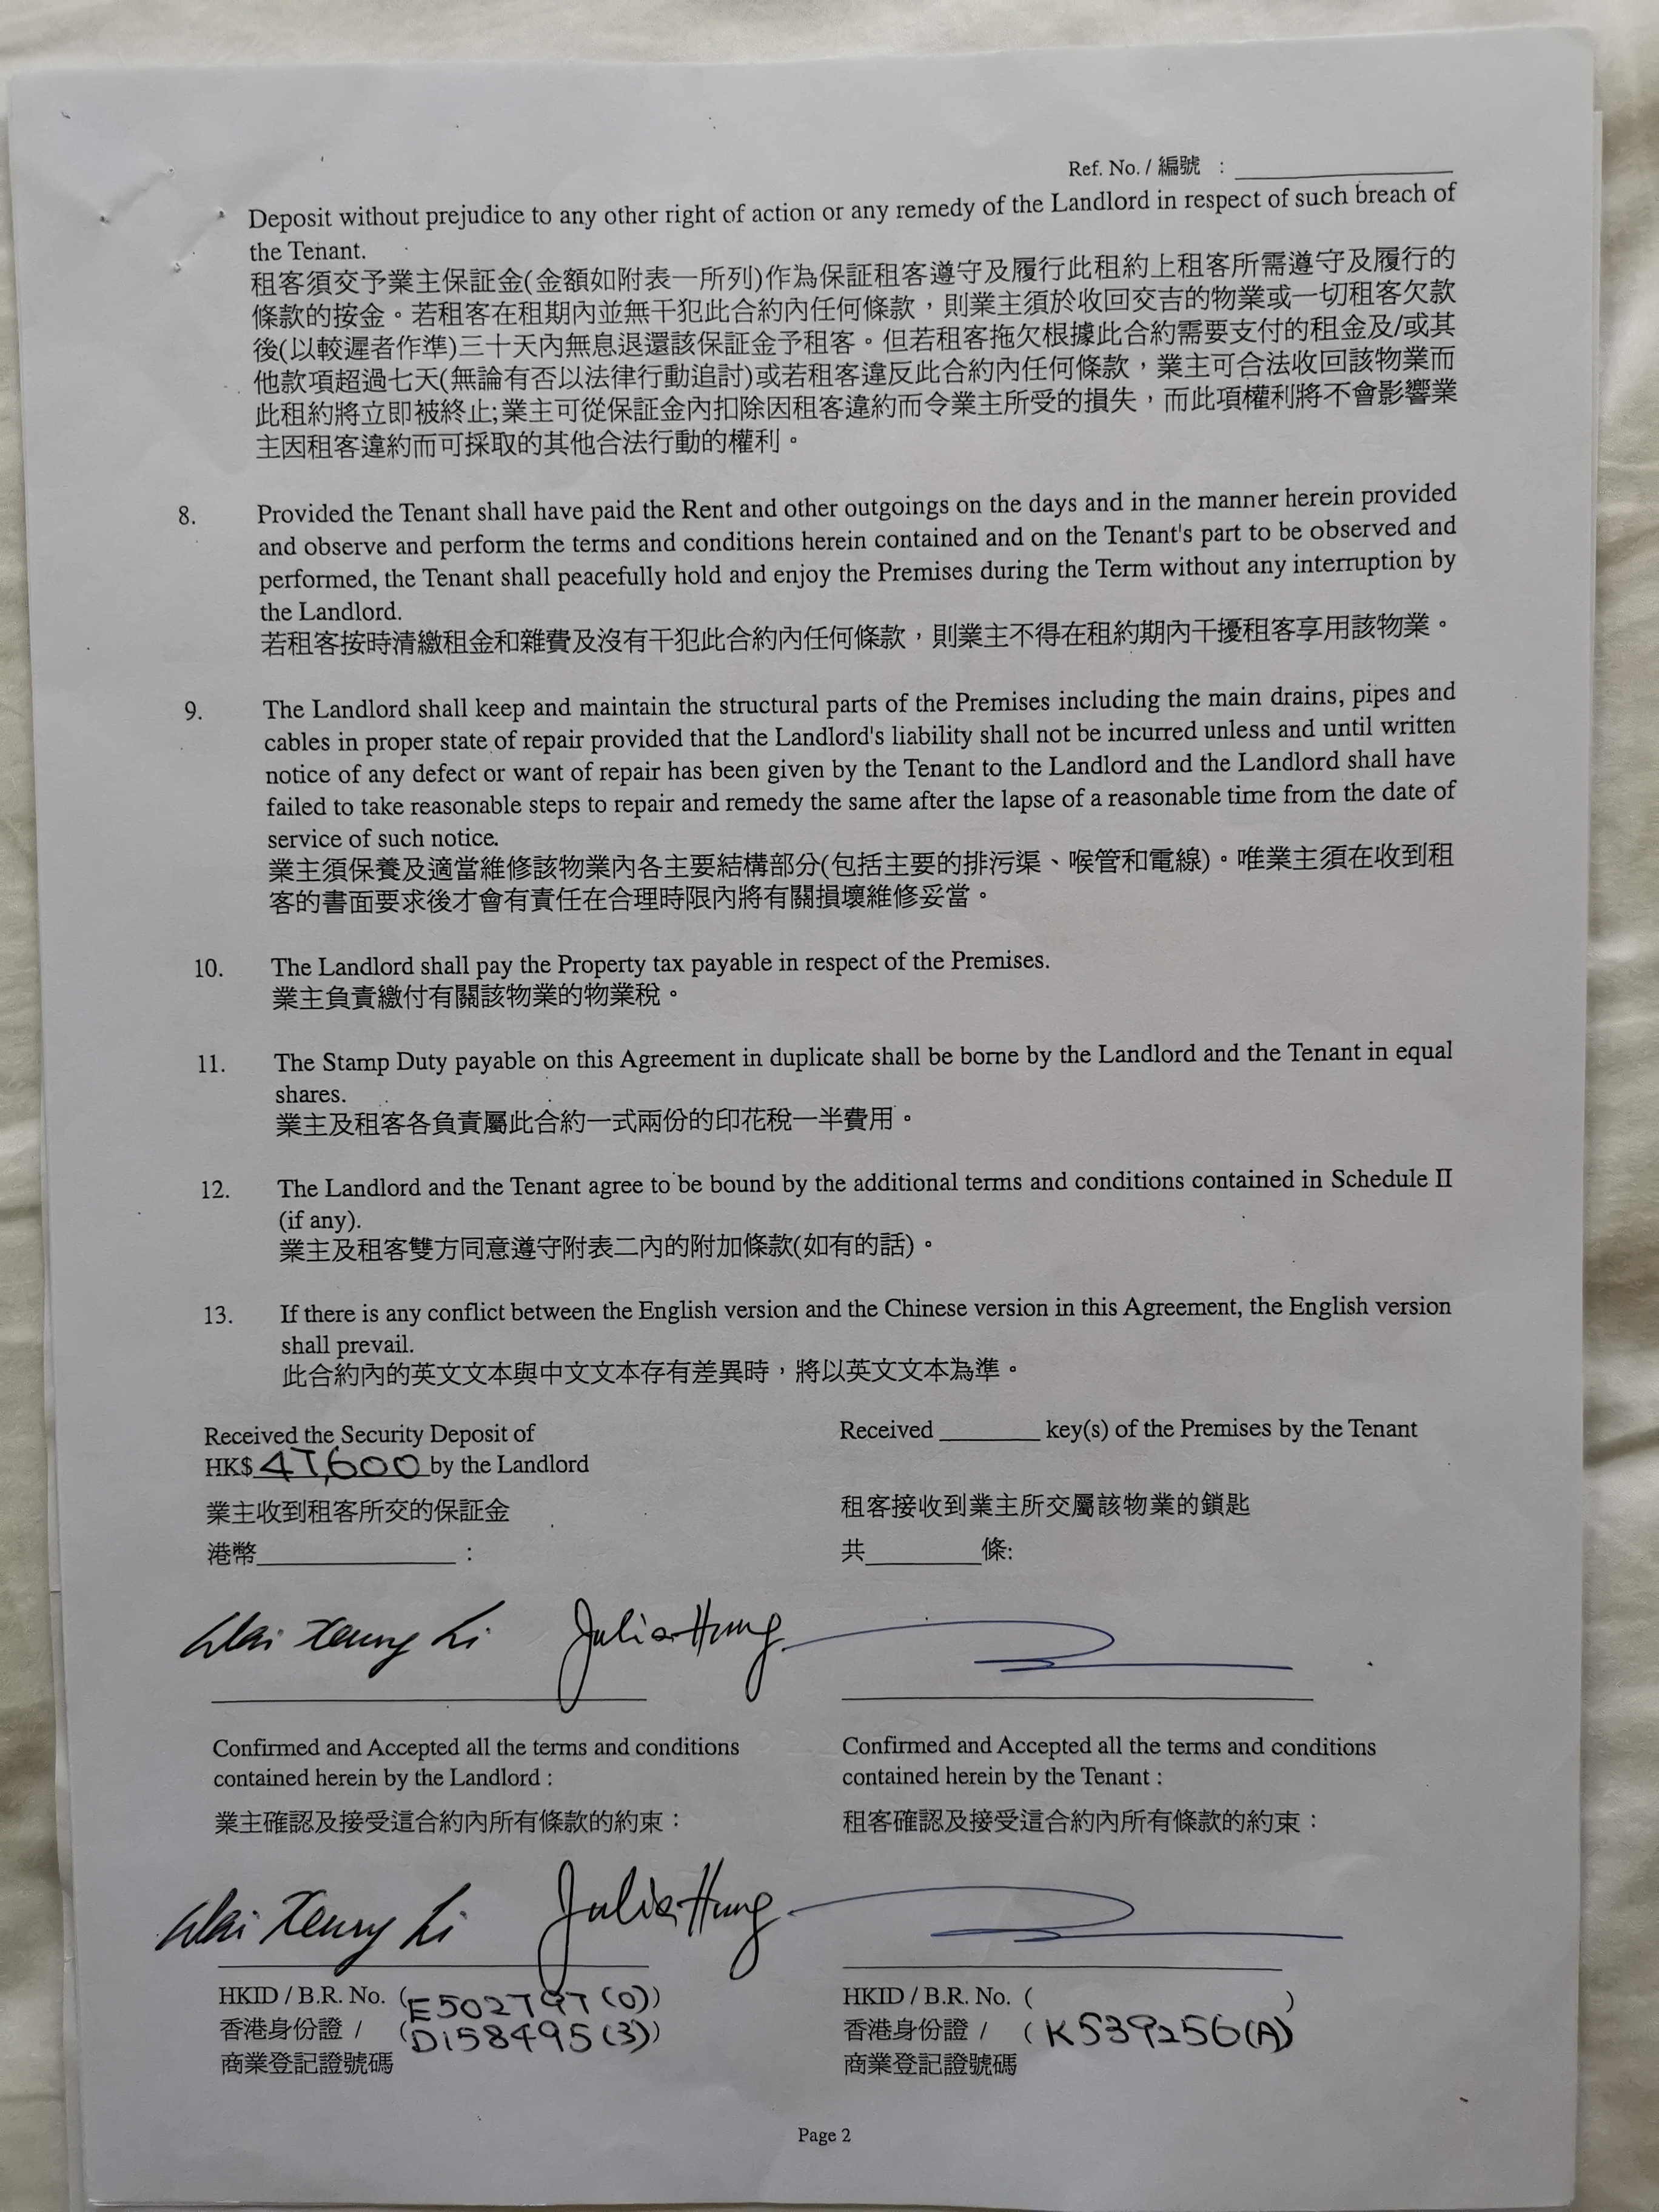 Ref. No. / 編號 :
Deposit without prejudice to any other right of action or any remedy of the Landlord in respect of such breach of
the Tenant.
租客須交予業主保証金(金額如附表一所列)作為保証租客遵守及履行此租約上租客所需遵守及履行的
條款的按金。若租客在租期內並無干犯此合約內任何條款，則業主須於收回交吉的物業或一切租客欠款
後(以較遲者作準)三十天內無息退還該保証金予租客。但若租客拖欠根據此合約需要支付的租金及/或其
他款項超過七天(無論有否以法律行動追討)或若租客違反此合約內任何條款，業主可合法收回該物業而
此租約將立即被終止;業主可從保証金內扣除因租客違約而令業主所受的損失，而此項權利將不會影響業
主因租客違約而可採取的其他合法行動的權利。
8. Provided the Tenant shall have paid the Rent and other outgoings on the days and in the manner herein provided
and observe and perform the terms and conditions herein contained and on the Tenant's part to be observed and
performed, the Tenant shall peacefully hold and enjoy the Premises during the Term without any interruption by
the Landlord.
若租客按時清繳租金和雜費及沒有干犯此合約內任何條款，則業主不得在租約期內干擾租客享用該物業。
9. The Landlord shall keep and maintain the structural parts of the Premises including the main drains, pipes and
cables in proper state of repair provided that the Landlord's liability shall not be incurred unless and until written
notice of any defect or want of repair has been given by the Tenant to the Landlord and the Landlord shall have
failed to take reasonable steps to repair and remedy the same after the lapse of a reasonable time from the date of
service of such notice.
業主須保養及適當維修該物業內各主要結構部分(包括主要的排污渠、喉管和電線)。唯業主須在收到租
客的書面要求後才會有責任在合理時限內將有關損壞維修妥當。
10. The Landlord shall pay the Property tax payable in respect of the Premises.
業主負責繳付有關該物業的物業稅。
11. The Stamp Duty payable on this Agreement in duplicate shall be borne by the Landlord and the Tenant in equal
shares.
業主及租客各負責屬此合約一式兩份的印花稅一半費用。
12. The Landlord and the Tenant agree to be bound by the additional terms and conditions contained in Schedule II
(if any).
業主及租客雙方同意遵守附表二內的附加條款(如有的話)。
13. If there is any conflict between the English version and the Chinese version in this Agreement, the English version
shall prevail.
此合約內的英文文本與中文文本存有差異時，將以英文文本為準。
Received the Security Deposit of
HK$ 47,600 by the Landlord
業主收到租客所交的保証金
港幣 :
Received key(s) of the Premises by the Tenant
租客接收到業主所交屬該物業的鎖匙
共 條:
Wai Keung Li Julia Hung
Confirmed and Accepted all the terms and conditions
contained herein by the Landlord :
業主確認及接受這合約內所有條款的約束：
Confirmed and Accepted all the terms and conditions
contained herein by the Tenant :
租客確認及接受這合約內所有條款的約束：
Wai Keung Li Julia Hung
HKID / B.R. No. (E502797(0))
香港身份證 / (D158495(3))
商業登記證號碼
HKID / B.R. No. ( )
香港身份證 / (K539256(A))
商業登記證號碼
Page 2